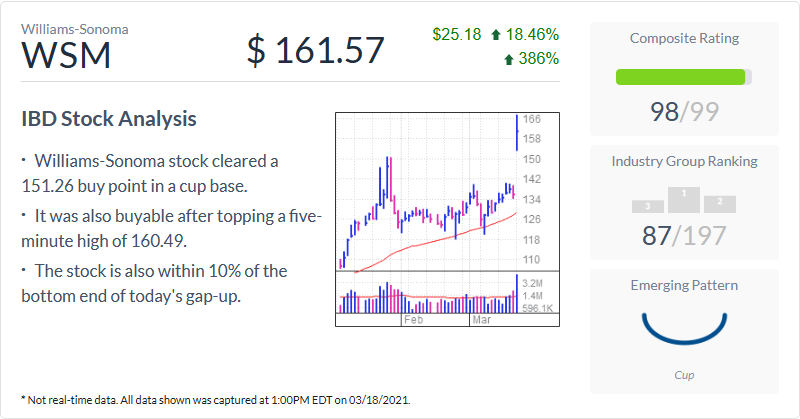 Williams-Sonoma
WSM
$ 161.57
$25.18 18.46%
386%
IBD Stock Analysis
· Williams-Sonoma stock cleared a
151.26 buy point in a cup base.
· It was also buyable after topping a five-
minute high of 160.49.
· The stock is also within 10% of the
bottom end of today's gap-up.
166
158
150
142
134
126
118
110
3.2M
1.4M
596.1K
Feb
Mar
Composite Rating
98/99
Industry Group Ranking
3
1
2
87/197
Emerging Pattern
Cup
* Not real-time data. All data shown was captured at 1:00PM EDT on 03/18/2021.